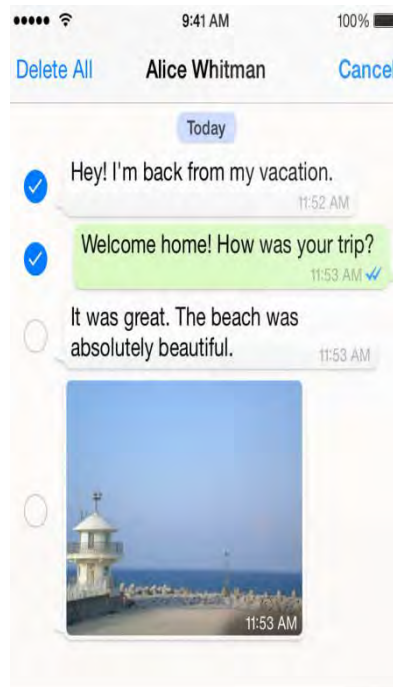 9:41 AM
100%
Delete All
Alice Whitman
Cancel
Today
Hey! I'm back from my vacation.
11:52 AM
Welcome home! How was your trip?
11:53 AM
It was great. The beach was
absolutely beautiful.
11:53 AM
11:53 AM